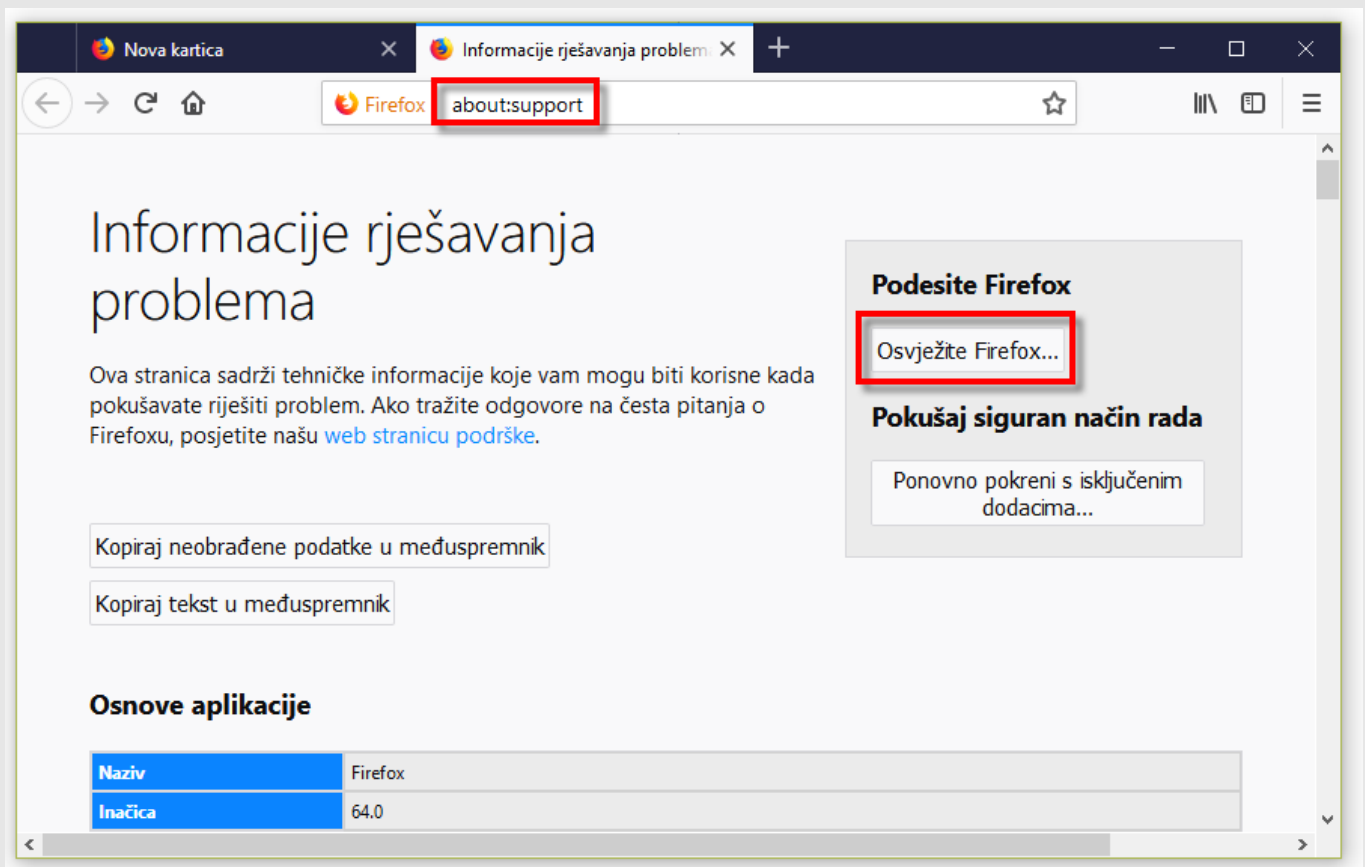 Nova kartica
Informacije rješavanja problem
Firefox about:support
Informacije rješavanja
problema
Ova stranica sadrži tehničke informacije koje vam mogu biti korisne kada
pokušavate riješiti problem. Ako tražite odgovore na česta pitanja o
Firefoxu, posjetite našu web stranicu podrške.
Kopiraj neobrađene podatke u međuspremnik
Kopiraj tekst u međuspremnik
Podesite Firefox
Osvježite Firefox...
Pokušaj siguran način rada
Ponovno pokreni s isključenim
dodacima...
Osnove aplikacije
Naziv Firefox
Inačica 64.0